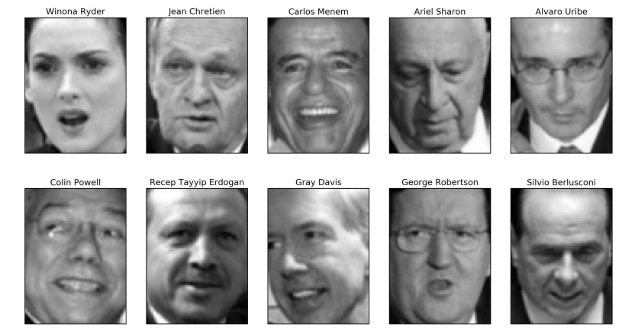 Winona Ryder
Jean Chretien
Carlos Menem
Ariel Sharon
Alvaro Uribe
Colin Powell
Recep Tayyip Erdogan
Gray Davis
George Robertson
Silvio Berlusconi